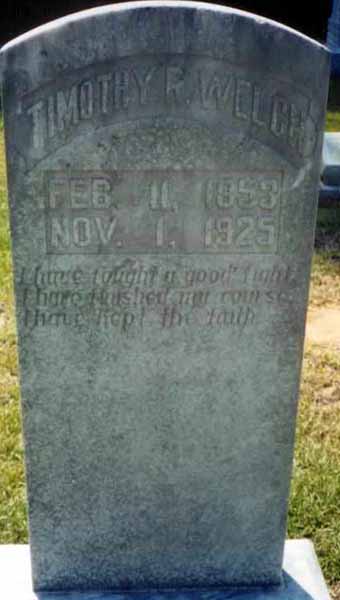 TIMOTHY R. WELCH
FEB. 11, 1853
NOV. 1, 1925
I have fought a good fight,
I have finished my course,
I have kept the faith.